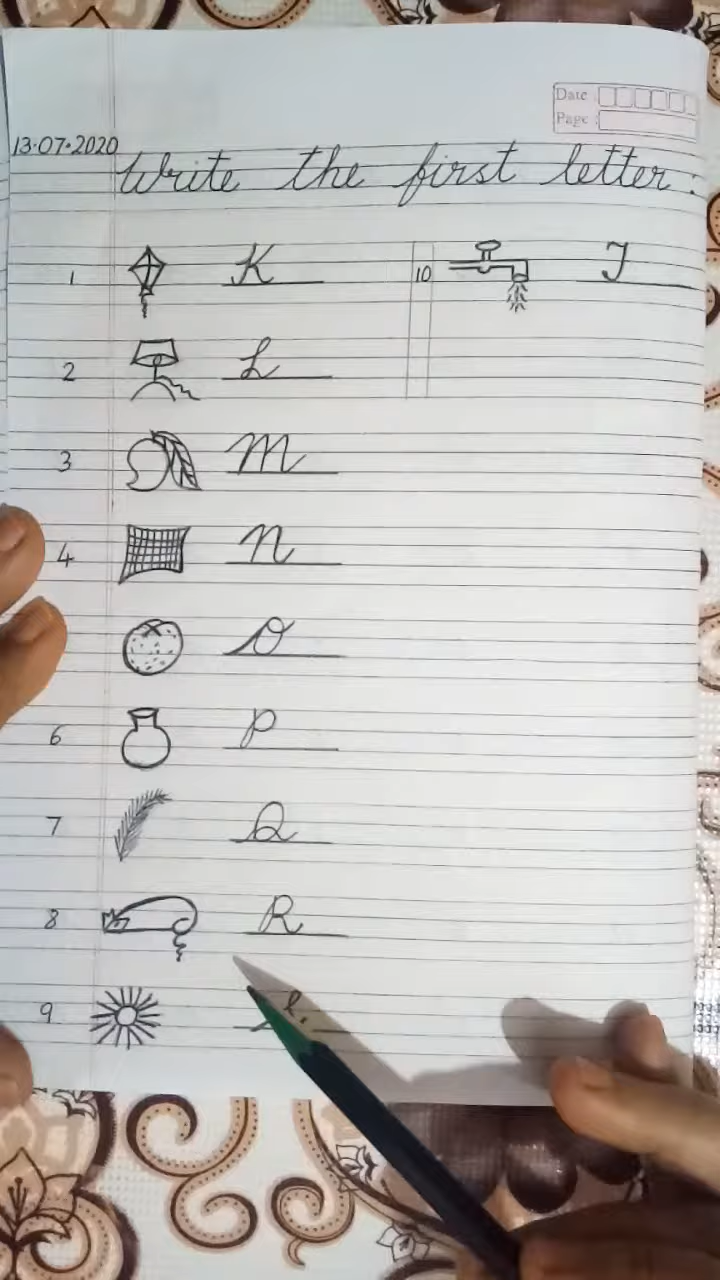 Date :
Page :
13.07.2020
Write the first letter :
1 K
2 L
3 M
4 N
O
6 P
7 Q
8 R
9
10 T